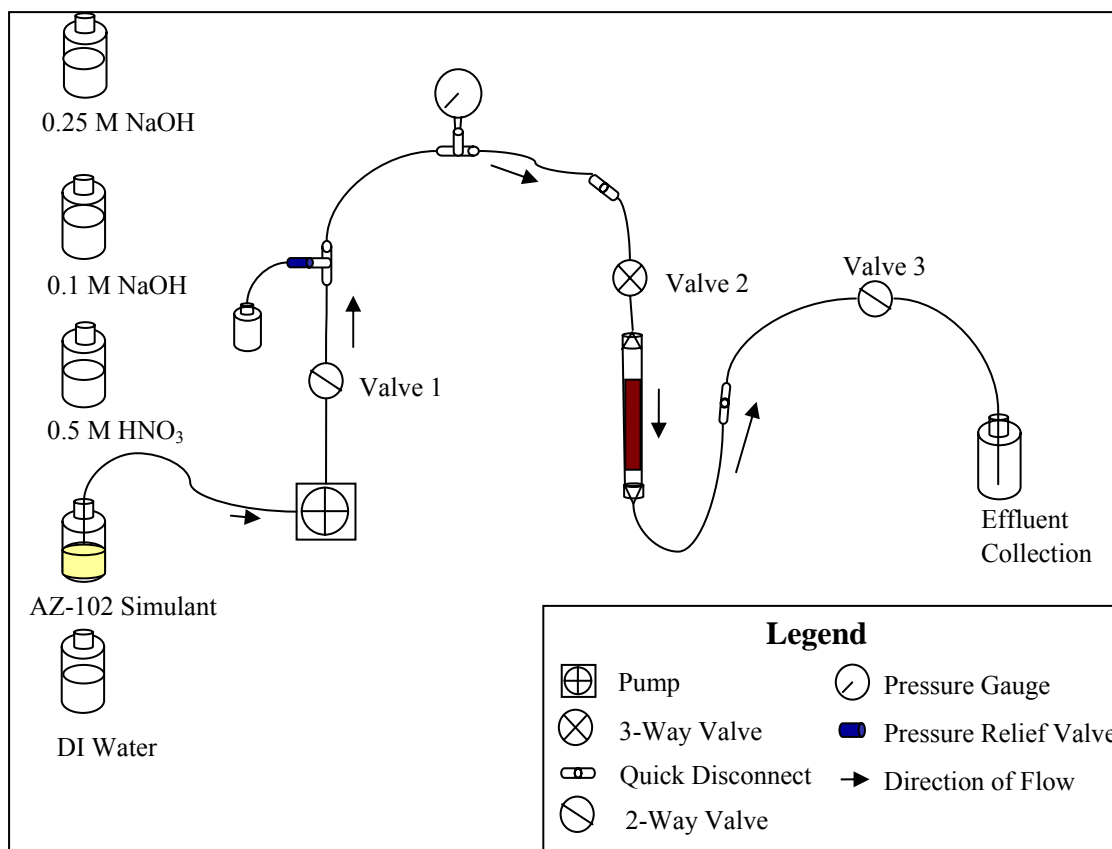 0.25 M NaOH
0.1 M NaOH
0.5 M HNO₃
AZ-102 Simulant
DI Water
Valve 1
Valve 2
Valve 3
Effluent
Collection
Legend
Pump
3-Way Valve
Quick Disconnect
2-Way Valve
Pressure Gauge
Pressure Relief Valve
Direction of Flow